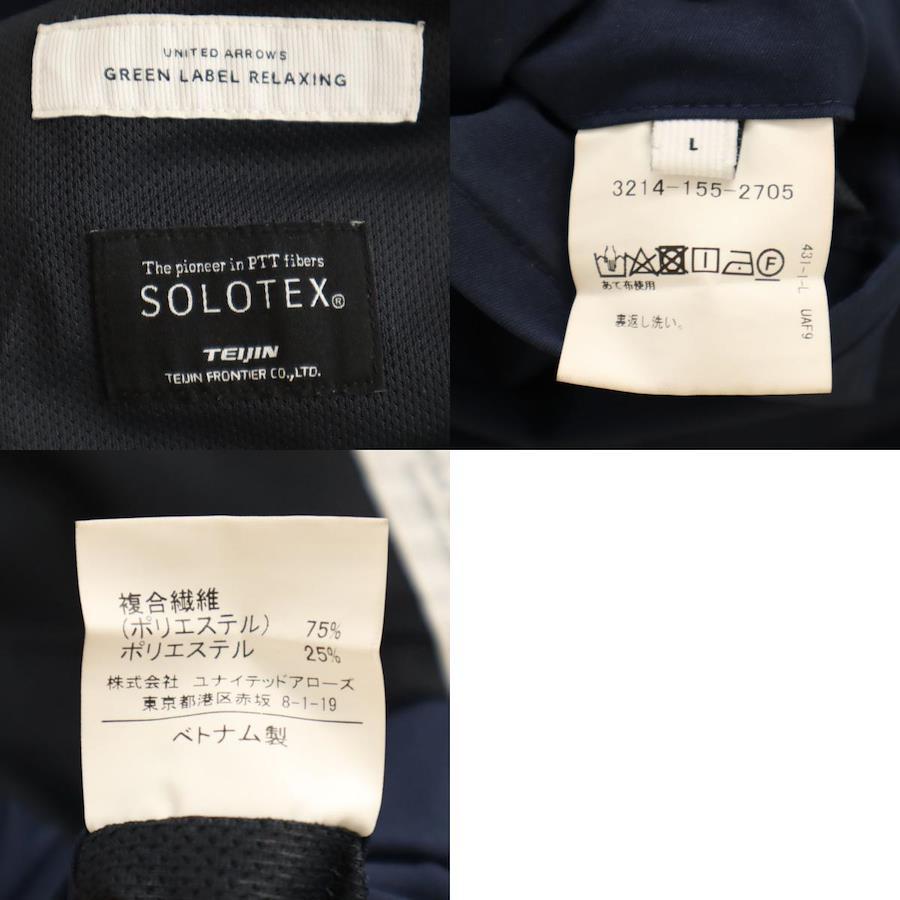 UNITED ARROWS
GREEN LABEL RELAXING
The pioneer in PTT fibers
SOLOTEX®
TEIJIN
TEIJIN FRONTIER CO.,LTD.
L
3214-155-2705
F
あて布使用
裏返し洗い。
431-1-L UAF9
複合繊維
(ポリエステル) 75%
ポリエステル 25%
株式会社 ユナイテッドアローズ
東京都港区赤坂 8-1-19
ベトナム製